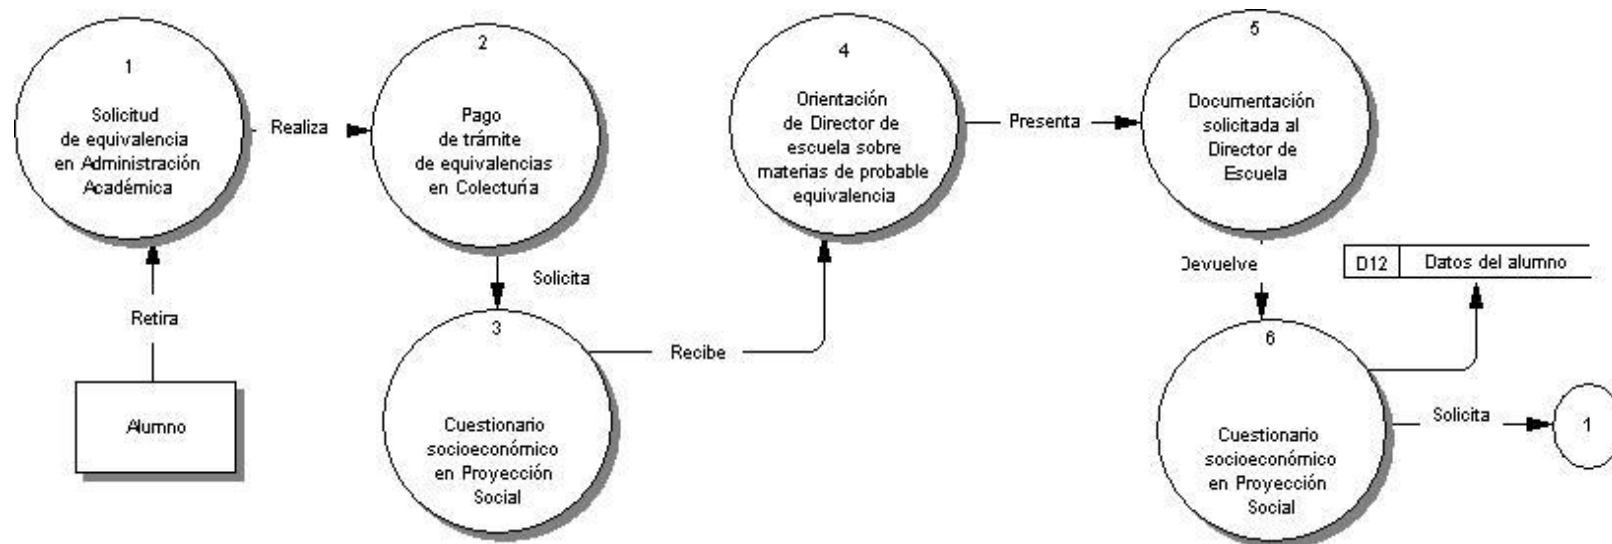 1
Solicitud
de equivalencia
en Administración
Académica
Realiza
2
Pago
de trámite
de equivalencias
en Colecturía
Retira
Alumno
Solicita
3
Cuestionario
socioeconómico
en Proyección
Social
Recibe
4
Orientación
de Director de
escuela sobre
materias de probable
equivalencia
Presenta
5
Documentación
solicitada al
Director de
Escuela
Devuelve
D12 Datos del alumno
6
Cuestionario
socioeconómico
en Proyección
Social
Solicita
1